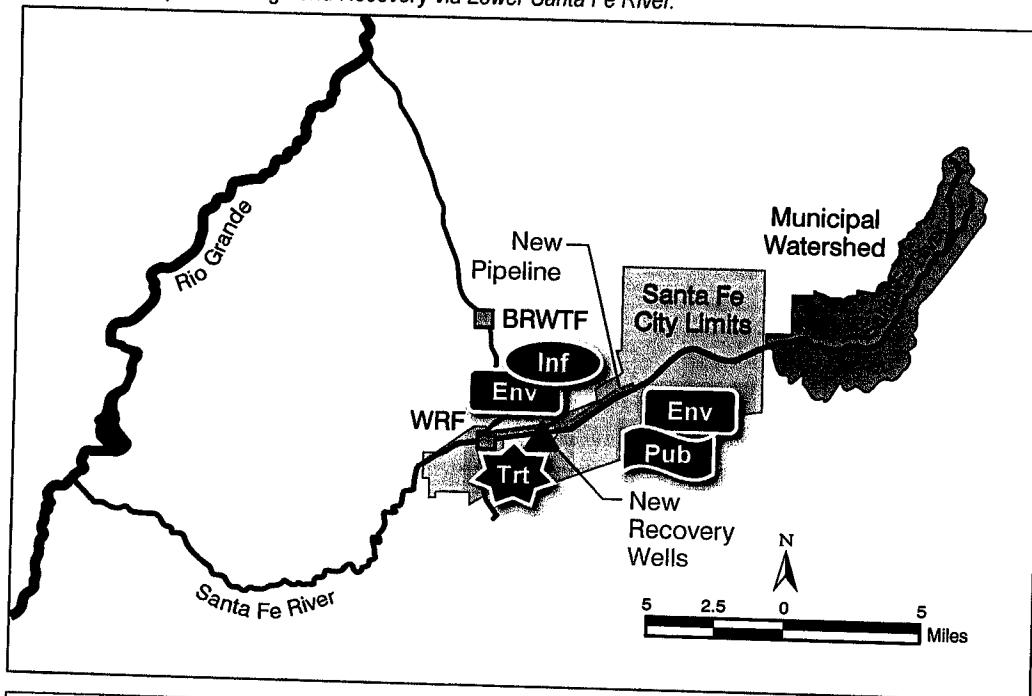 Recovery via Lower Santa Fe River.
Municipal
Watershed
New
Pipeline
Santa Fe
City Limits
Rio Grande
BRWTF
Inf
Env
Env
WRF
Pub
Trt
New
Recovery
Wells
N
Santa Fe River
5 2.5 0 5
Miles